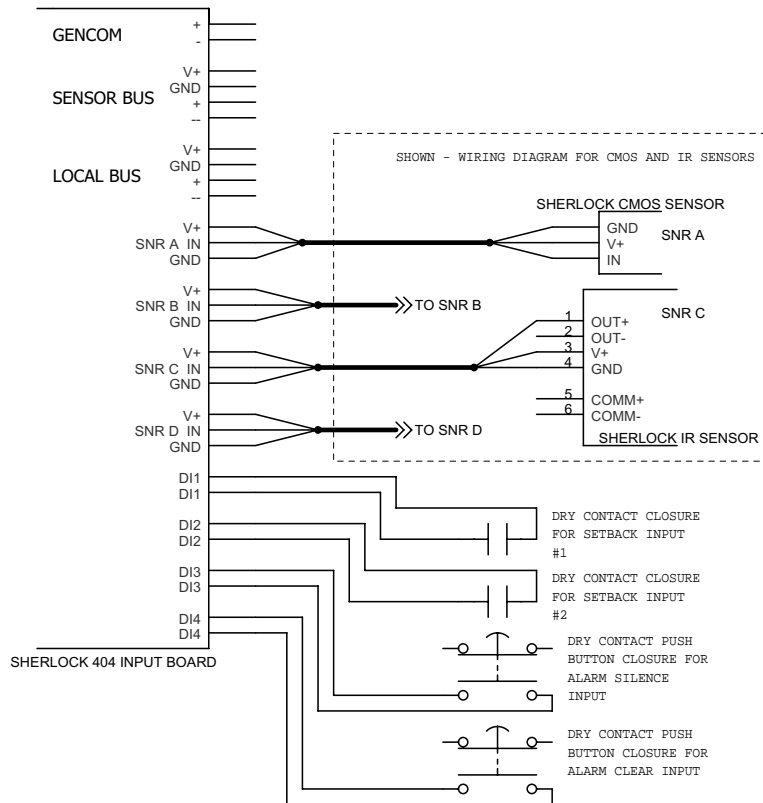 GENCOM
+
-
SENSOR BUS
V+
GND
+
--
LOCAL BUS
V+
GND
+
--
SHOWN - WIRING DIAGRAM FOR CMOS AND IR SENSORS
V+
SNR A IN
GND
SHERLOCK CMOS SENSOR
GND
V+
IN
SNR A
V+
SNR B IN
GND
TO SNR B
V+
SNR C IN
GND
1 OUT+
2 OUT-
3 V+
4 GND
5 COMM+
6 COMM-
SNR C
SHERLOCK IR SENSOR
V+
SNR D IN
GND
TO SNR D
DI1
DI1
DI2
DI2
DI3
DI3
DI4
DI4
SHERLOCK 404 INPUT BOARD
DRY CONTACT CLOSURE
FOR SETBACK INPUT
#1
DRY CONTACT CLOSURE
FOR SETBACK INPUT
#2
DRY CONTACT PUSH
BUTTON CLOSURE FOR
ALARM SILENCE
INPUT
DRY CONTACT PUSH
BUTTON CLOSURE FOR
ALARM CLEAR INPUT